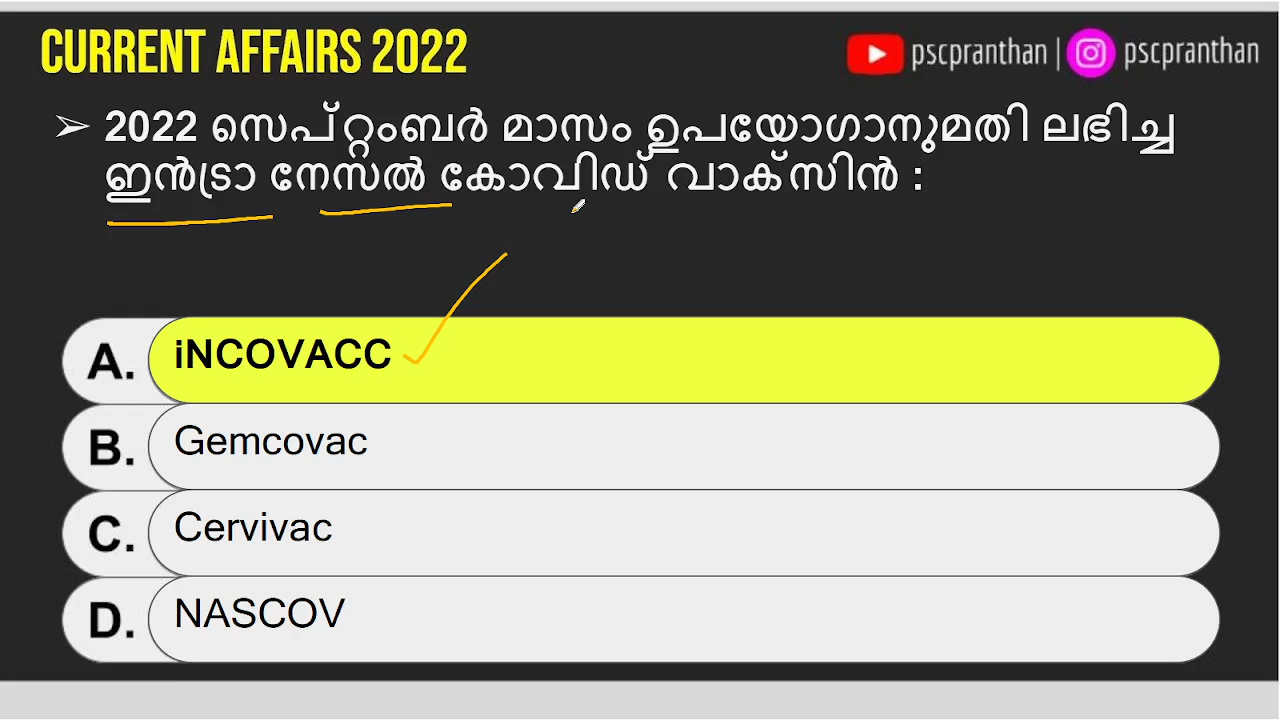 CURRENT AFFAIRS 2022
pscpranthan | pscpranthan
➢ 2022 സെപ്റ്റംബർ മാസം ഉപയോഗാനുമതി ലഭിച്ച
ഇൻട്രാ നേസൽ കോവിഡ് വാക്സിൻ :
A. iNCOVACC
B. Gemcovac
C. Cervivac
D. NASCOV